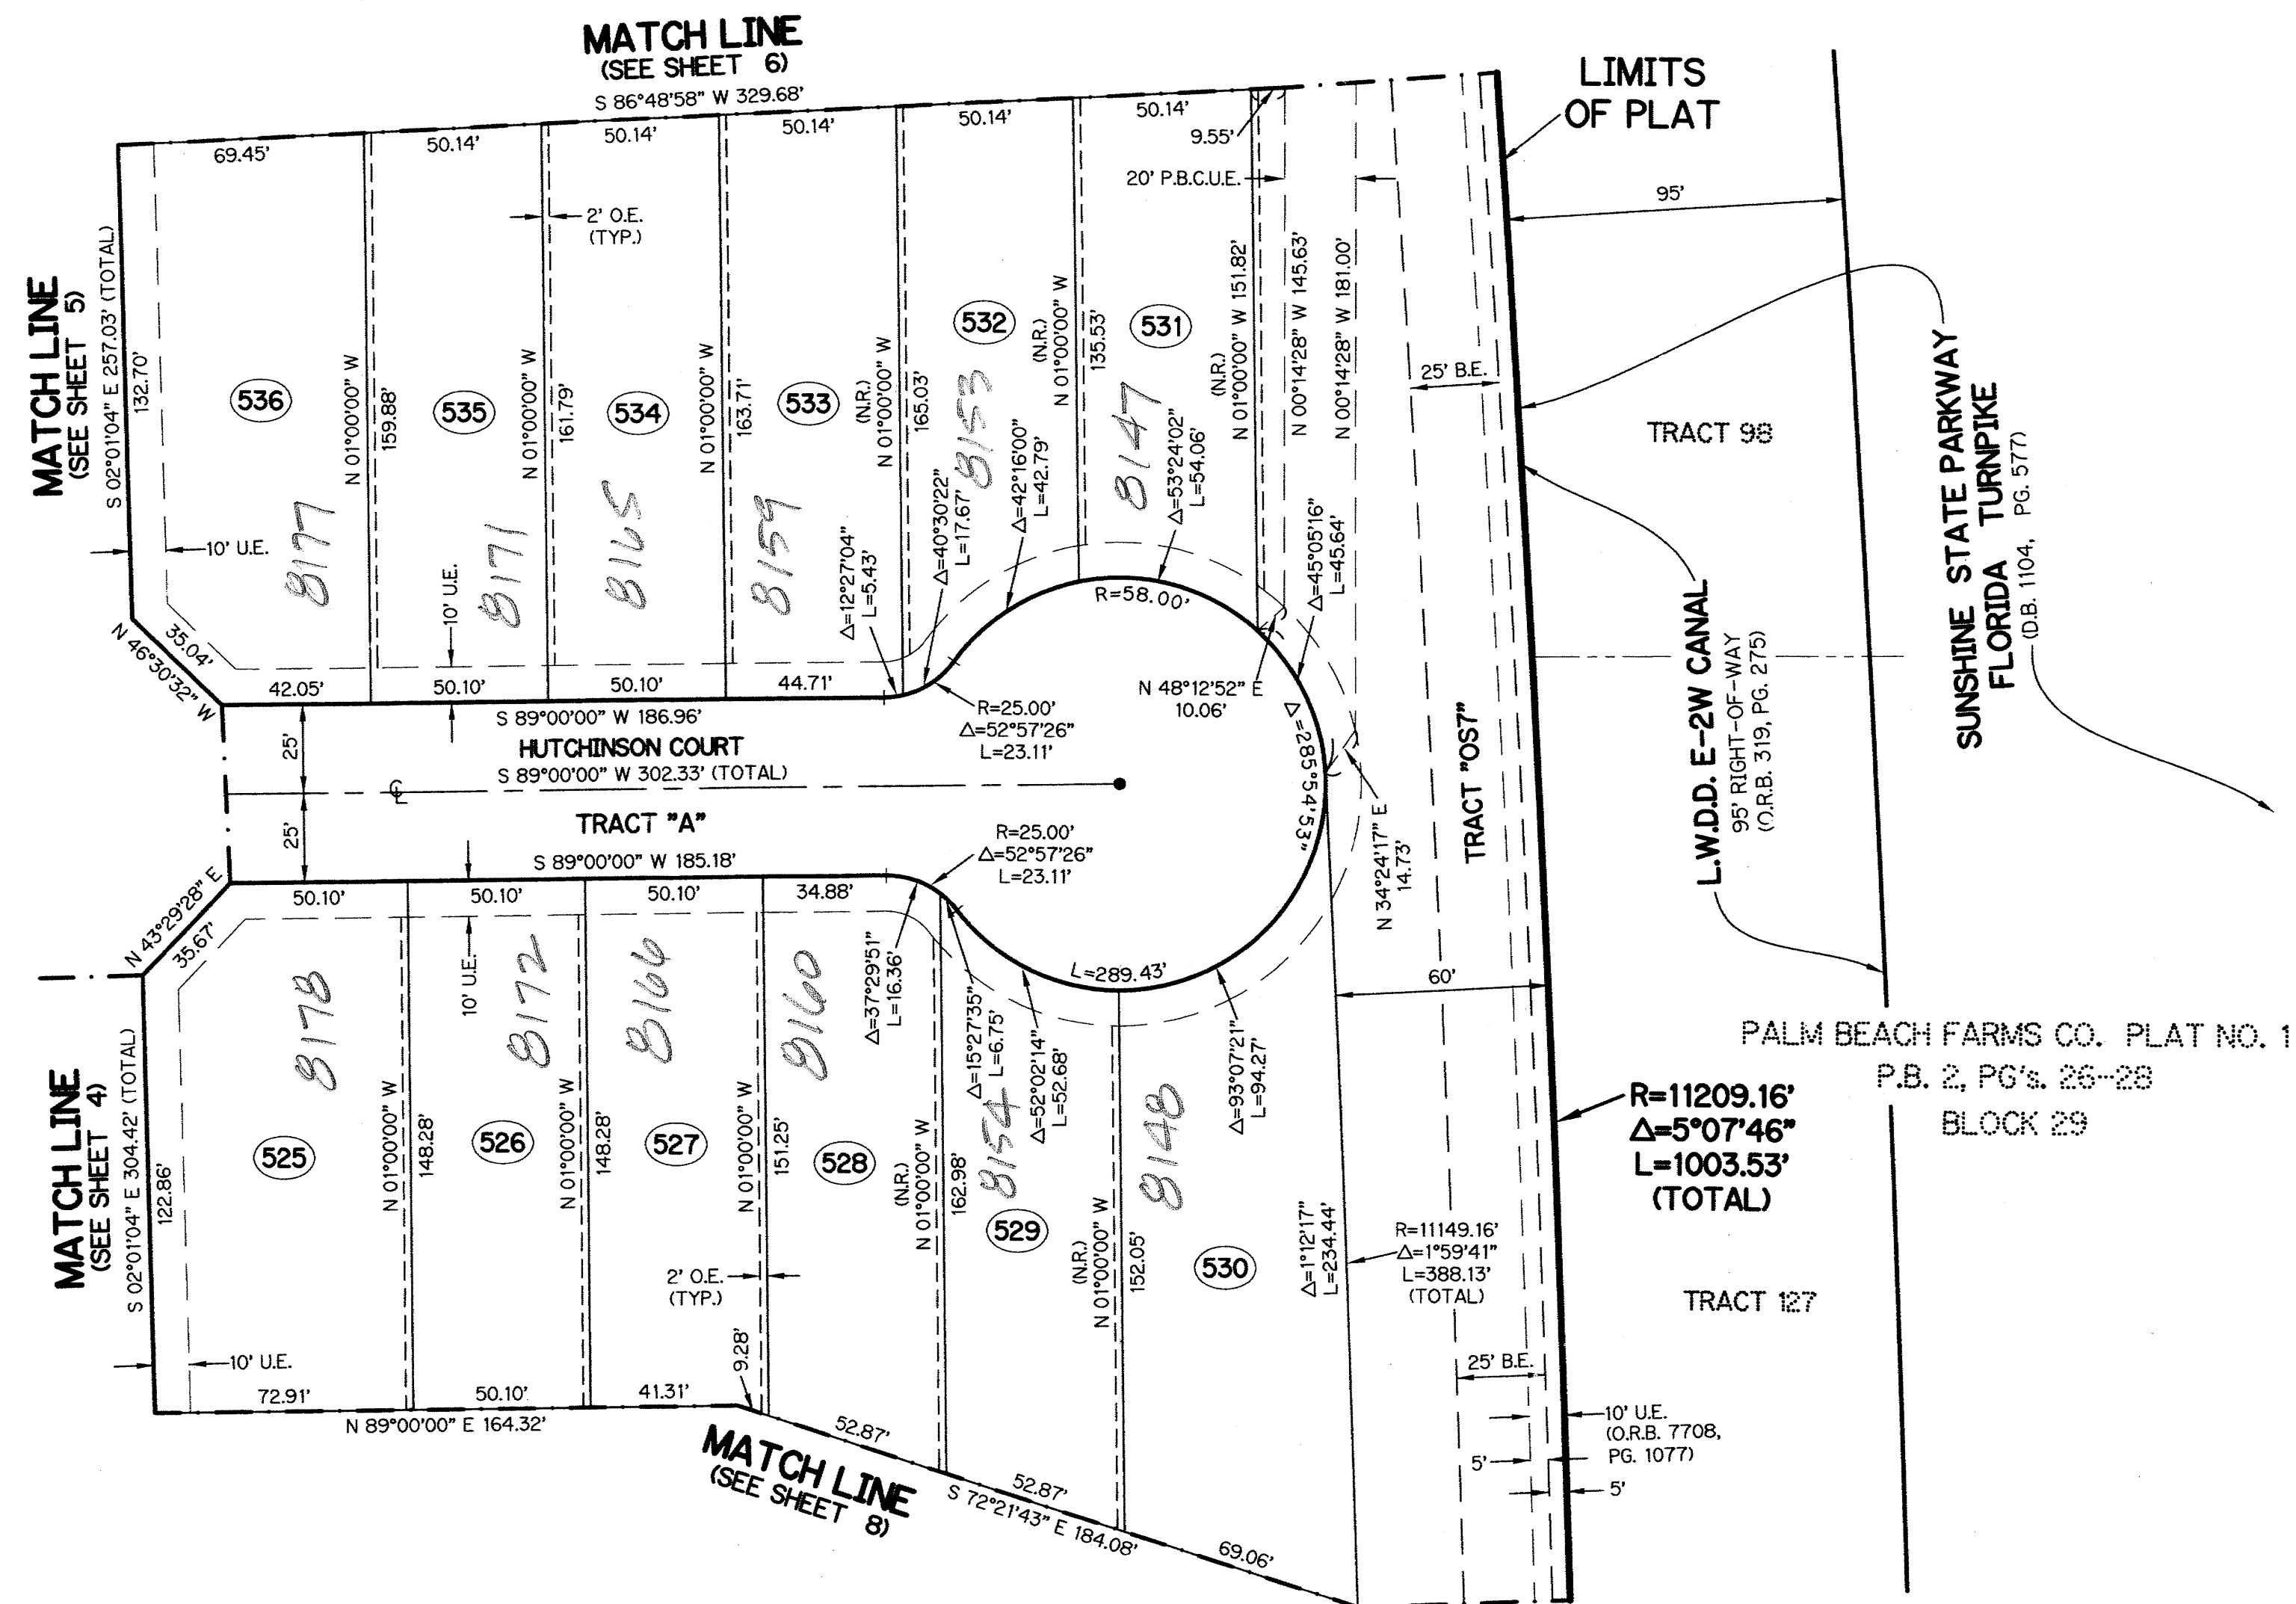 MATCH LINE
(SEE SHEET 6)
S 86°48'58" W 329.68'
69.45'
50.14'
50.14'
50.14'
50.14'
50.14'
9.55'
20' P.B.C.U.E.
LIMITS
OF PLAT
95'
2' O.E.
(TYP.)
MATCH LINE
(SEE SHEET 5)
S 02°01'04" E 257.03' (TOTAL)
132.70'
10' U.E.
536
8177
N 01°00'00" W
159.88'
535
8171
10' U.E.
N 01°00'00" W
161.79'
534
8165
N 01°00'00" W
163.71'
533
8159
(N.R.)
N 01°00'00" W
165.03'
532
8153
(N.R.)
N 01°00'00" W
135.53'
531
8147
(N.R.)
N 01°00'00" W 151.82'
N 00°14'28" W 145.63'
N 00°14'28" W 181.00'
25' B.E.
Δ=12°27'04"
L=5.43'
Δ=40°30'22"
L=17.67'
Δ=42°16'00"
L=42.79'
Δ=53°24'02"
L=54.06'
Δ=45°05'16"
L=45.64'
TRACT 98
SUNSHINE STATE PARKWAY
FLORIDA TURNPIKE
(D.B. 1104, PG. 577)
L.W.D.D. E-2W CANAL
95' RIGHT-OF-WAY
(O.R.B. 319, PG. 275)
N 46°30'32" W
35.04'
42.05'
50.10'
50.10'
44.71'
S 89°00'00" W 186.96'
R=58.00'
N 48°12'52" E
10.06'
R=25.00'
Δ=52°57'26"
L=23.11'
Δ=285°54'53"
25'
HUTCHINSON COURT
S 89°00'00" W 302.33' (TOTAL)
℄
25'
TRACT "A"
S 89°00'00" W 185.18'
R=25.00'
Δ=52°57'26"
L=23.11'
N 34°24'17" E
14.73'
TRACT "OS7"
N 43°29'28" E
35.67'
50.10'
50.10'
50.10'
34.88'
L=289.43'
60'
MATCH LINE
(SEE SHEET 4)
S 02°01'04" E 304.42' (TOTAL)
122.86'
10' U.E.
525
8178
N 01°00'00" W
148.28'
10' U.E.
526
8172
N 01°00'00" W
148.28'
527
8166
N 01°00'00" W
151.25'
2' O.E.
(TYP.)
528
8160
Δ=37°29'51"
L=16.36'
(N.R.)
N 01°00'00" W
162.98'
Δ=15°27'35"
L=6.75'
8154
529
Δ=52°02'14"
L=52.68'
(N.R.)
N 01°00'00" W
152.05'
8148
530
Δ=93°07'21"
L=94.27'
Δ=1°12'17"
L=234.44'
R=11149.16'
Δ=1°59'41"
L=388.13'
(TOTAL)
PALM BEACH FARMS CO. PLAT NO. 1
P.B. 2, PG's. 26-28
BLOCK 29
R=11209.16'
Δ=5°07'46"
L=1003.53'
(TOTAL)
TRACT 127
25' B.E.
10' U.E.
(O.R.B. 7708,
PG. 1077)
5'
5'
72.91'
50.10'
41.31'
9.28'
N 89°00'00" E 164.32'
52.87'
52.87'
69.06'
S 72°21'43" E 184.08'
MATCH LINE
(SEE SHEET 8)